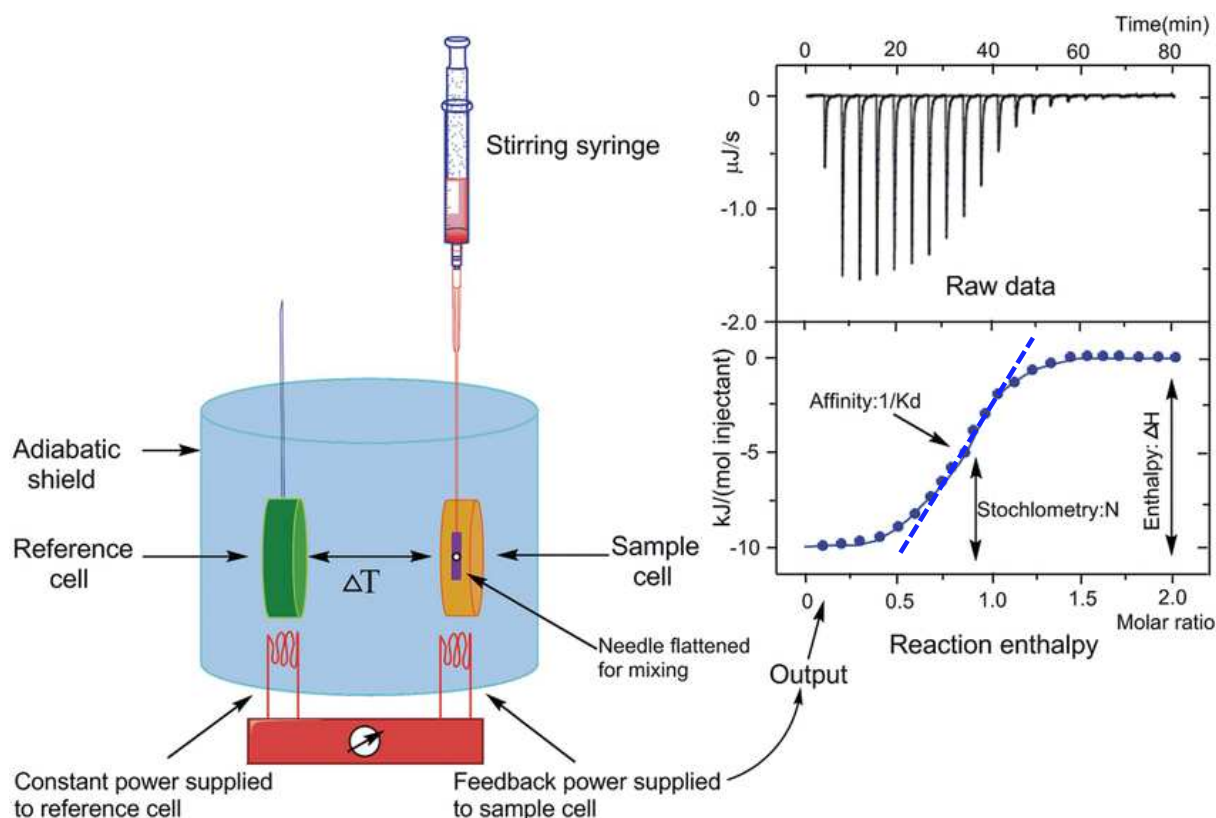 Stirring syringe
Adiabatic
shield
Reference
cell
ΔT
Sample
cell
Needle flattened
for mixing
Constant power supplied
to reference cell
Feedback power supplied
to sample cell
Output
Time(min)
0 20 40 60 80
0
-1.0
-2.0
μJ/s
Raw data
0
-5
-10
kJ/(mol injectant)
Affinity:1/Kd
Stochlometry:N
Enthalpy: ΔH
0 0.5 1.0 1.5 2.0
Molar ratio
Reaction enthalpy